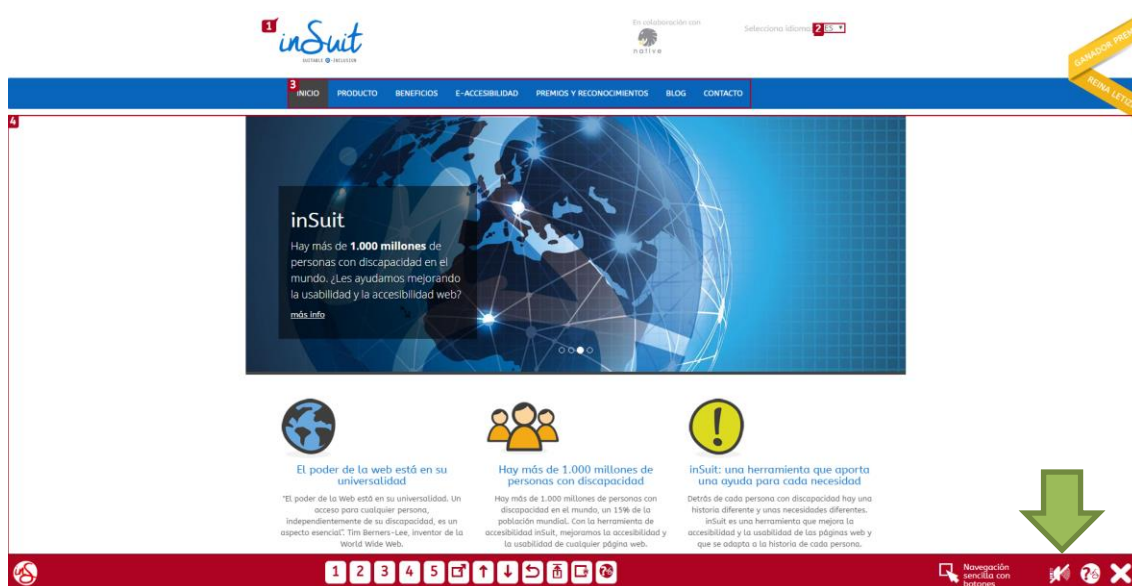 1
inSuit
SUITABLE e-INCLUSION
En colaboración con
native
Selecciona idioma 2 ES
GANADOR PREM
REINA LETIZ
3
INICIO PRODUCTO BENEFICIOS E-ACCESIBILIDAD PREMIOS Y RECONOCIMIENTOS BLOG CONTACTO
4
inSuit
Hay más de 1.000 millones de
personas con discapacidad en el
mundo. ¿Les ayudamos mejorando
la usabilidad y la accesibilidad web?
más info
El poder de la web está en su
universalidad
"El poder de la Web está en su universalidad. Un
acceso para cualquier persona,
independientemente de su discapacidad, es un
aspecto esencial". Tim Berners-Lee, inventor de la
World Wide Web.
Hay más de 1.000 millones de
personas con discapacidad
Hay más de 1.000 millones de personas con
discapacidad en el mundo, un 15% de la
población mundial. Con la herramienta de
accesibilidad inSuit, mejoramos la accesibilidad y
la usabilidad de cualquier página web.
inSuit: una herramienta que aporta
una ayuda para cada necesidad
Detrás de cada persona con discapacidad hay una
historia diferente y unas necesidades diferentes.
inSuit es una herramienta que mejora la
accesibilidad y la usabilidad de las páginas web y
que se adapta a la historia de cada persona.
1 2 3 4 5
Navegación
sencilla con
botones